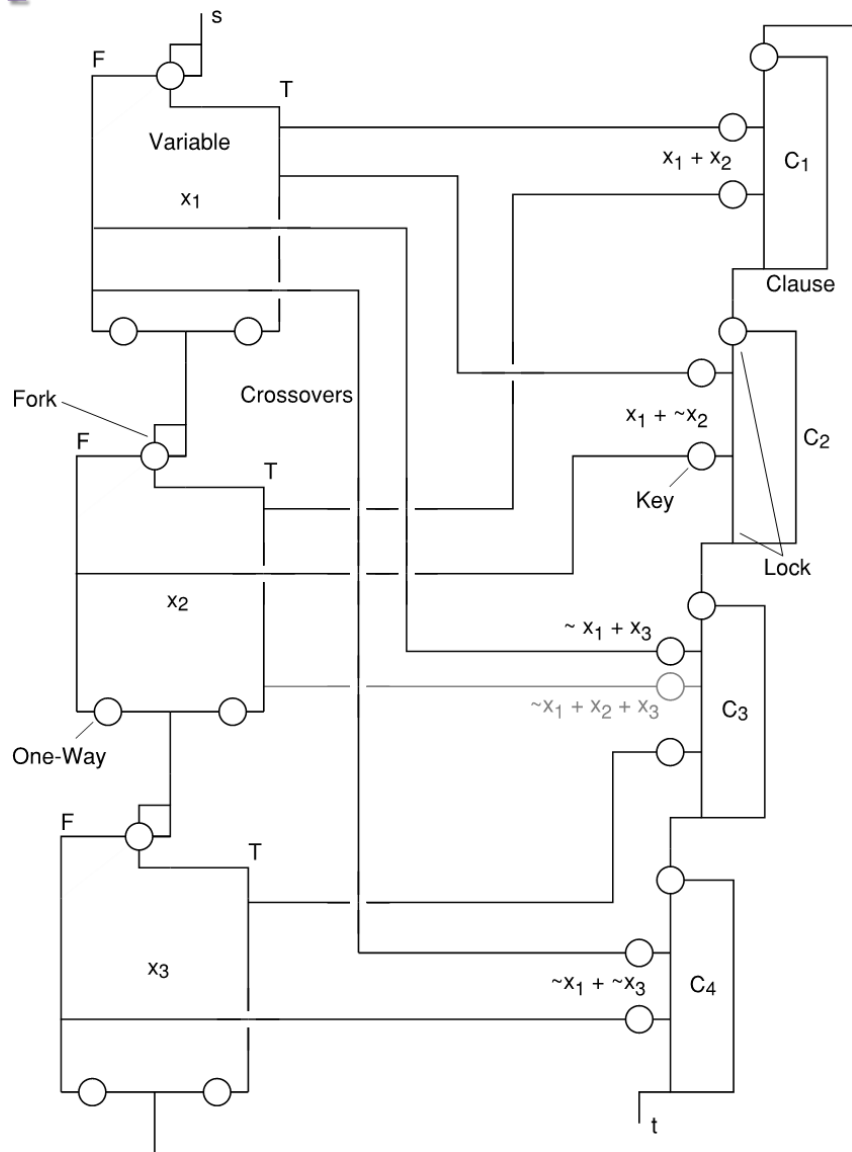 s
F
T
Variable
x1
x1 + x2
C1
Clause
Fork
Crossovers
x1 + ~x2
C2
F
T
Key
Lock
x2
~ x1 + x3
~x1 + x2 + x3
C3
One-Way
F
T
x3
~x1 + ~x3
C4
t